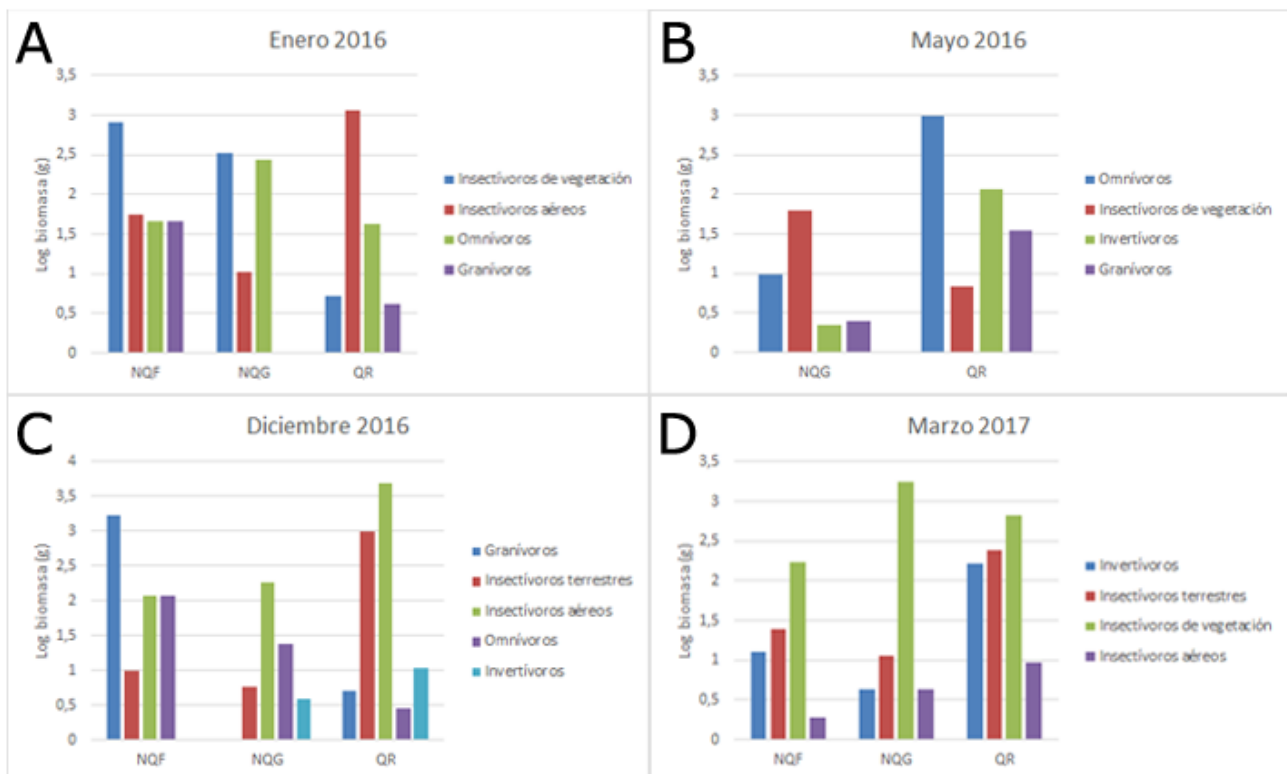 A
Enero 2016
Log biomasa (g)
3,5
3
2,5
2
1,5
1
0,5
0
NQF NQG QR
Insectívoros de vegetación
Insectívoros aéreos
Omnívoros
Granívoros
B
Mayo 2016
Log biomasa (g)
3,5
3
2,5
2
1,5
1
0,5
0
NQG QR
Omnívoros
Insectívoros de vegetación
Invertívoros
Granívoros
C
Diciembre 2016
Log biomasa (g)
4
3,5
3
2,5
2
1,5
1
0,5
0
NQF NQG QR
Granívoros
Insectívoros terrestres
Insectívoros aéreos
Omnívoros
Invertívoros
D
Marzo 2017
Log biomasa (g)
3,5
3
2,5
2
1,5
1
0,5
0
NQF NQG QR
Invertívoros
Insectívoros terrestres
Insectívoros de vegetación
Insectívoros aéreos